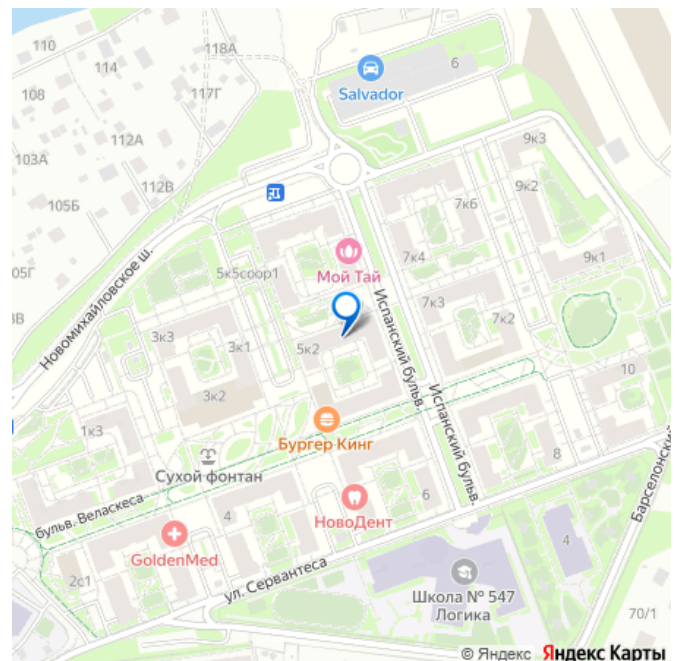 110
118А
114
6
Salvador
108
117Г
112А
103А
9к3
112В
9к2
105Б
7к6
7к4
9к1
05Г
5к5соор1
Мой Тай
Новомихайловское ш.
Испанский бульв.
7к3
7к2
3В
3к3
3к1
5к2
10
3к2
Испанский бульв.
1к3
Бургер Кинг
Барселонский
Сухой фонтан
8
бульв. Веласкеса
4
НовоДент
6
GoldenMed
4
2с1
ул. Сервантеса
Школа № 547
Логика
70/1
© Яндекс Яндекс Карты